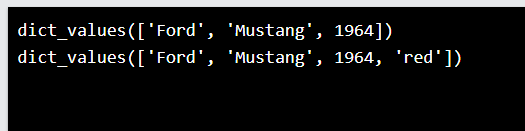 dict_values(['Ford', 'Mustang', 1964])
dict_values(['Ford', 'Mustang', 1964, 'red'])